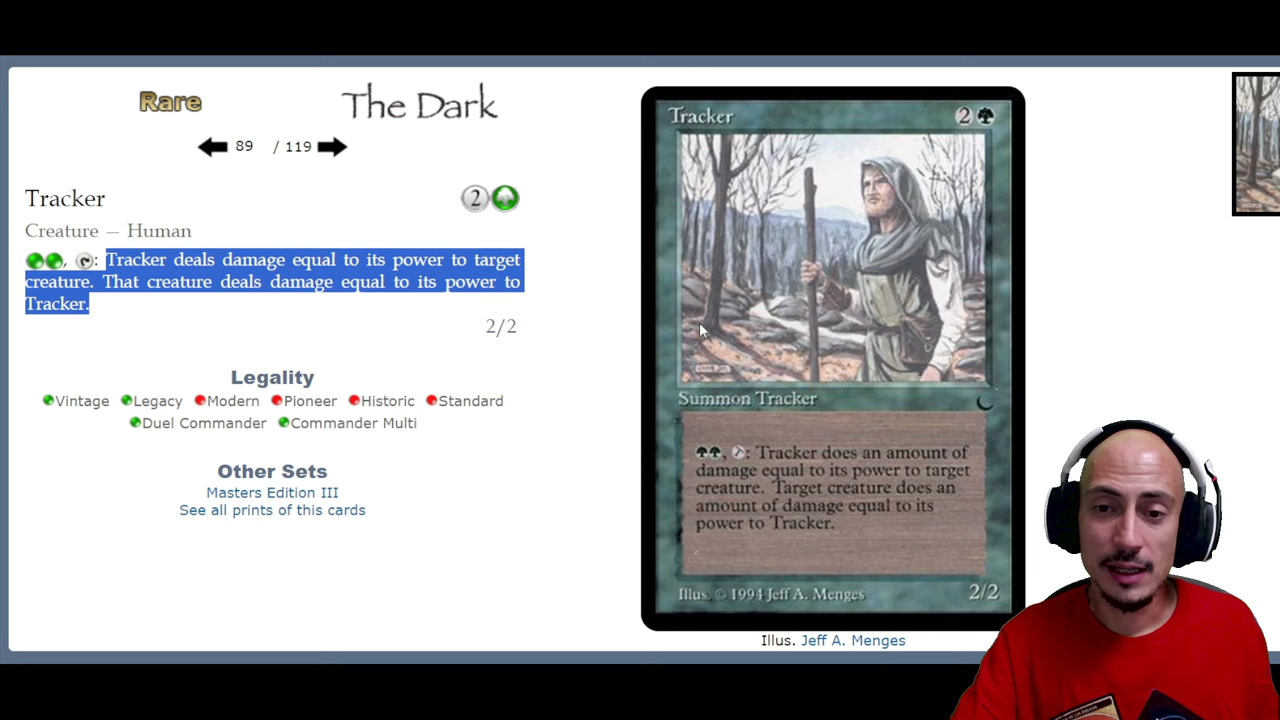 Rare
The Dark
89 / 119
Tracker 2
Creature — Human
, : Tracker deals damage equal to its power to target
creature. That creature deals damage equal to its power to
Tracker.
2/2
Legality
Vintage Legacy Modern Pioneer Historic Standard
Duel Commander Commander Multi
Other Sets
Masters Edition III
See all prints of this cards
Tracker 2
Summon Tracker
, : Tracker does an amount of
damage equal to its power to target
creature. Target creature does an
amount of damage equal to its
power to Tracker.
Illus. © 1994 Jeff A. Menges 2/2
Illus. Jeff A. Menges